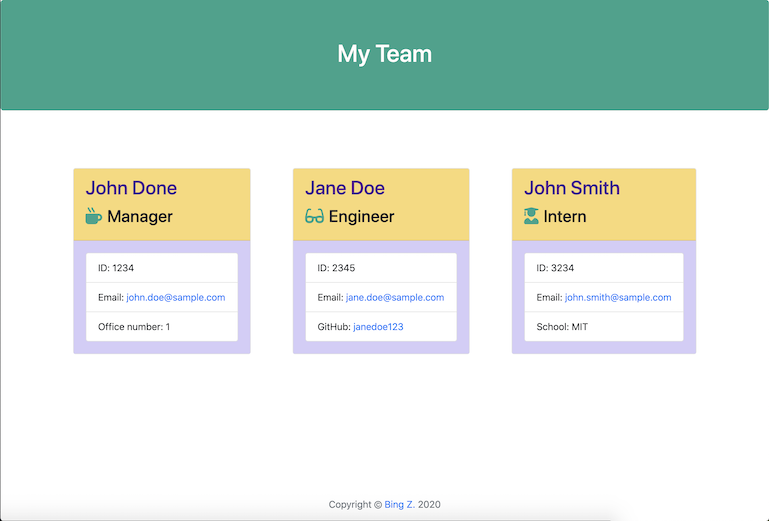 My Team
John Done
Manager
ID: 1234
Email: john.doe@sample.com
Office number: 1
Jane Doe
Engineer
ID: 2345
Email: jane.doe@sample.com
GitHub: janedoe123
John Smith
Intern
ID: 3234
Email: john.smith@sample.com
School: MIT
Copyright © Bing Z. 2020